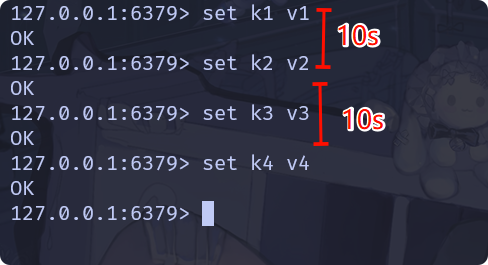 127.0.0.1:6379> set k1 v1
10s
OK
127.0.0.1:6379> set k2 v2
OK
127.0.0.1:6379> set k3 v3
10s
OK
127.0.0.1:6379> set k4 v4
OK
127.0.0.1:6379>